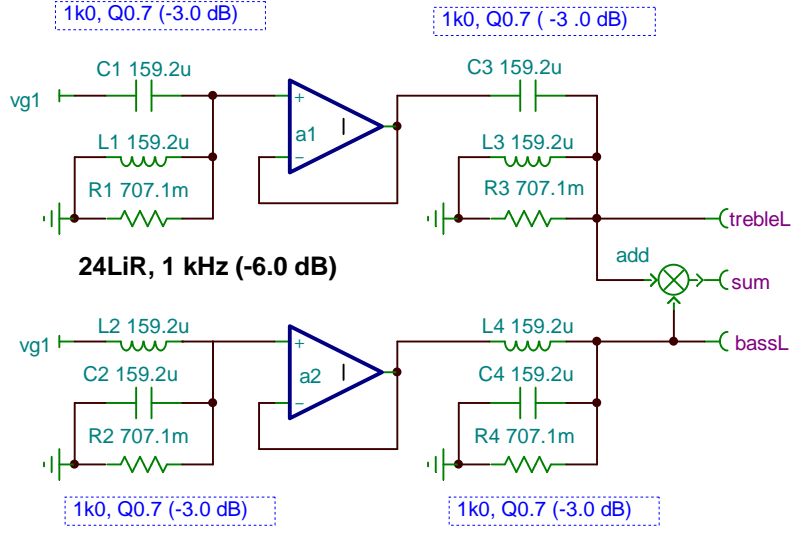 1k0, Q0.7 (-3.0 dB)
1k0, Q0.7 ( -3 .0 dB)
C1 159.2u
C3 159.2u
vg1
+
a1
I
−
L1 159.2u
L3 159.2u
R1 707.1m
R3 707.1m
trebleL
24LiR, 1 kHz (-6.0 dB)
add
sum
L2 159.2u
L4 159.2u
vg1
+
bassL
C2 159.2u
a2
I
C4 159.2u
−
R2 707.1m
R4 707.1m
1k0, Q0.7 (-3.0 dB)
1k0, Q0.7 (-3.0 dB)